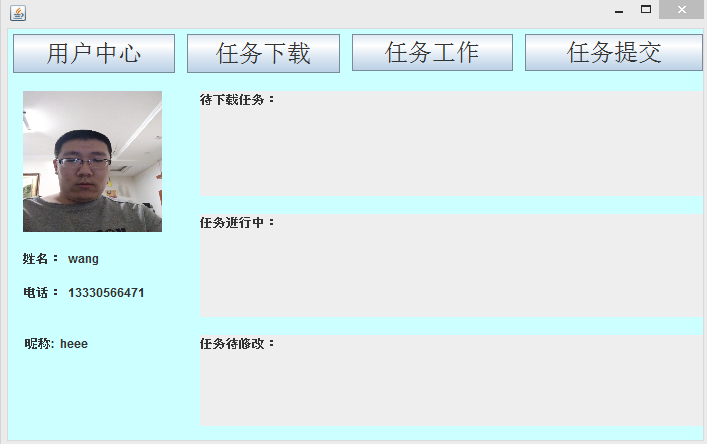 用户中心 任务下载 任务工作 任务提交
待下载任务：
任务进行中：
姓名： wang
电话： 13330566471
昵称: heee
任务待修改：